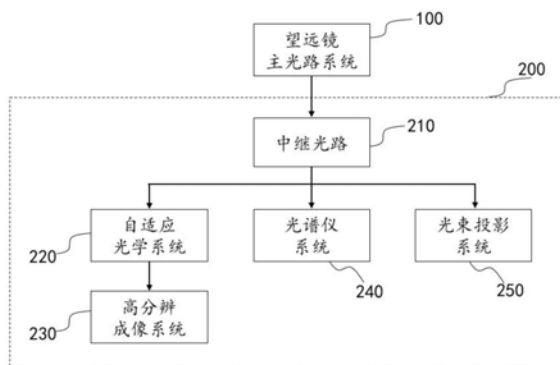 望远镜
主光路系统
100
200
中继光路
210
自适应
光学系统
220
光谱仪
系统
240
光束投影
系统
250
高分辨
成像系统
230